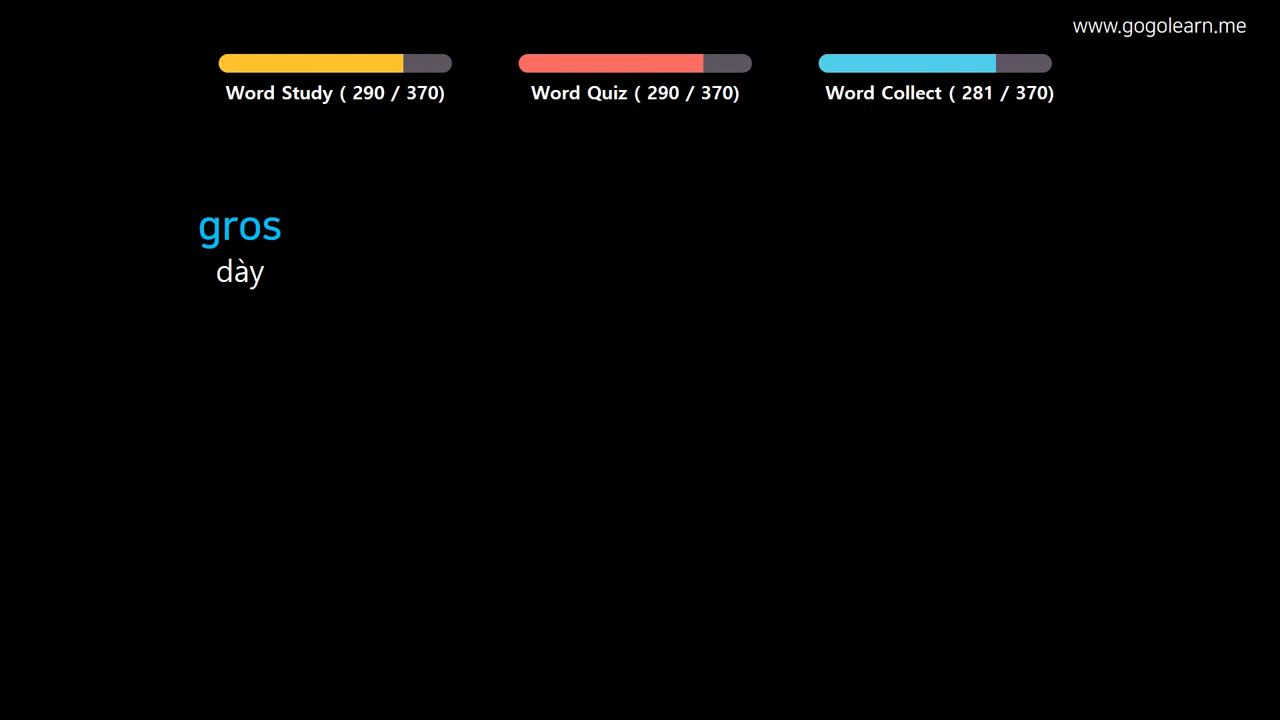 www.gogolearn.me
Word Study ( 290 / 370)
Word Quiz ( 290 / 370)
Word Collect ( 281 / 370)
gros
dày